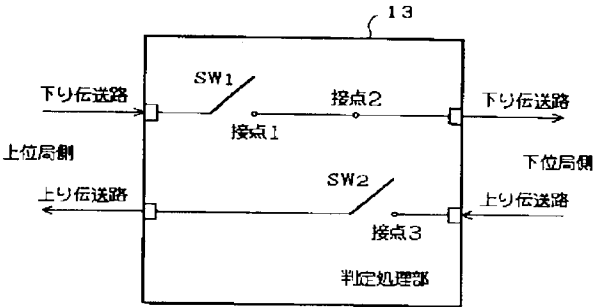 13
SW1
下り伝送路
接点2
下り伝送路
接点1
上位局側
下位局側
SW2
上り伝送路
上り伝送路
接点3
判定処理部